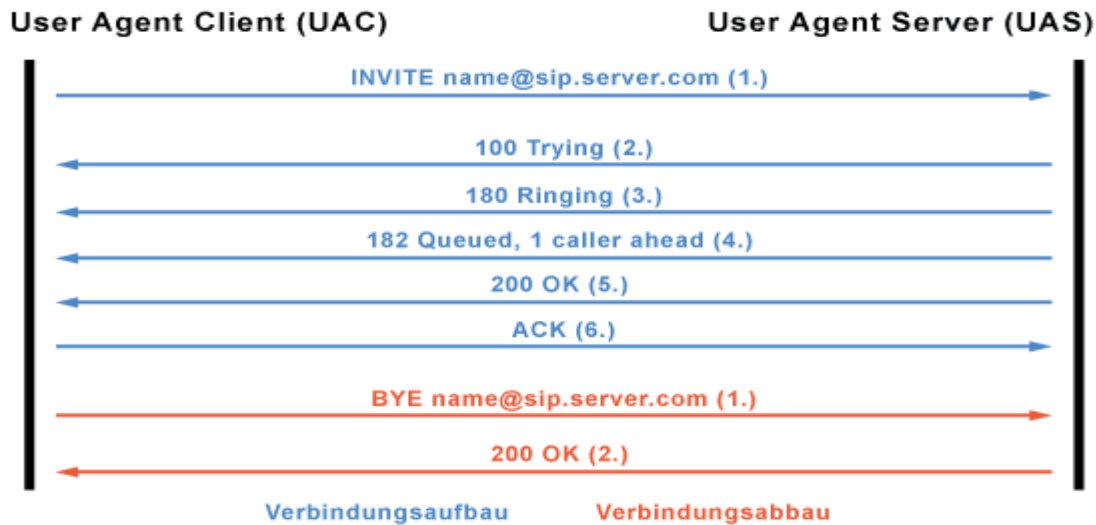 User Agent Client (UAC) User Agent Server (UAS)
INVITE name@sip.server.com (1.)
100 Trying (2.)
180 Ringing (3.)
182 Queued, 1 caller ahead (4.)
200 OK (5.)
ACK (6.)
BYE name@sip.server.com (1.)
200 OK (2.)
Verbindungsaufbau Verbindungsabbau